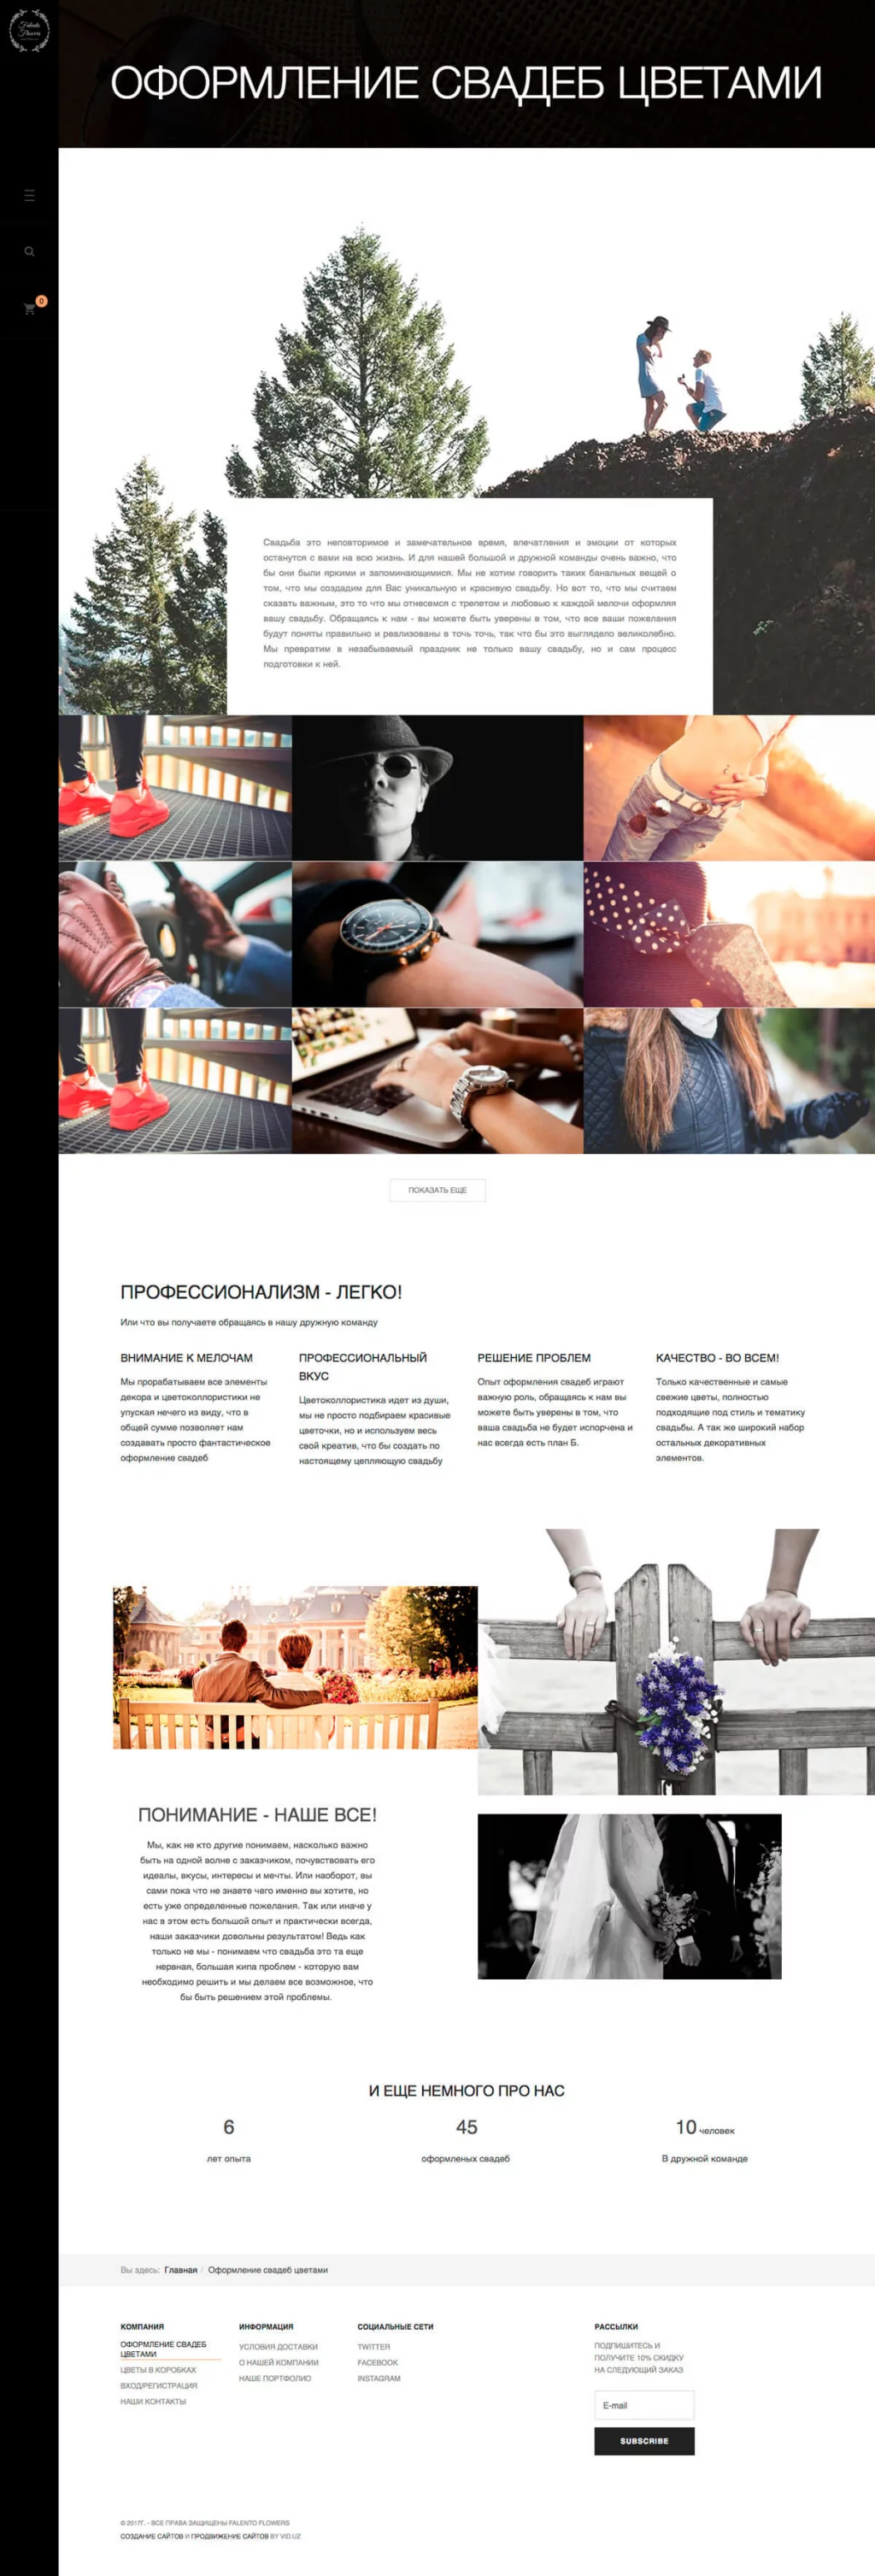 Falento
Flowers
ОФОРМЛЕНИЕ СВАДЕБ ЦВЕТАМИ
0
Свадьба это неповторимое и замечательное время, впечатления и эмоции от которых
останутся с вами на всю жизнь. И для нашей большой и дружной команды очень важно, что
бы они были яркими и запоминающимися. Мы не хотим говорить таких банальных вещей о
том, что мы создадим для Вас уникальную и красивую свадьбу. Но вот то, что мы считаем
сказать важным, это то что мы отнесемся с трепетом и любовью к каждой мелочи оформляя
вашу свадьбу. Обращаясь к нам - вы можете быть уверены в том, что все ваши пожелания
будут поняты правильно и реализованы в точь точь, так что бы это выглядело великолебно.
Мы превратим в незабываемый праздник не только вашу свадьбу, но и сам процесс
подготовки к ней.
ПОКАЗАТЬ ЕЩЕ
ПРОФЕССИОНАЛИЗМ - ЛЕГКО!
Или что вы получаете обращаясь в нашу дружную команду
ВНИМАНИЕ К МЕЛОЧАМ
Мы прорабатываем все элементы
декора и цветоколлористики не
упуская нечего из виду, что в
общей сумме позволяет нам
создавать просто фантастическое
оформление свадеб
ПРОФЕССИОНАЛЬНЫЙ
ВКУС
Цветоколлористика идет из души,
мы не просто подбираем красивые
цветочки, но и используем весь
свой креатив, что бы создать по
настоящему цепляющую свадьбу
РЕШЕНИЕ ПРОБЛЕМ
Опыт оформления свадеб играют
важную роль, обращаясь к нам вы
можете быть уверены в том, что
ваша свадьба не будет испорчена и
нас всегда есть план Б.
КАЧЕСТВО - ВО ВСЕМ!
Только качественные и самые
свежие цветы, полностью
подходящие под стиль и тематику
свадьбы. А так же широкий набор
остальных декоративных
элементов.
ПОНИМАНИЕ - НАШЕ ВСЕ!
Мы, как не кто другие понимаем, насколько важно
быть на одной волне с заказчиком, почувствовать его
идеалы, вкусы, интересы и мечты. Или наоборот, вы
сами пока что не знаете чего именно вы хотите, но
есть уже определенные пожелания. Так или иначе у
нас в этом есть большой опыт и практически всегда,
наши заказчики довольны результатом! Ведь как
только не мы - понимаем что свадьба это та еще
нервная, большая кипа проблем - которую вам
необходимо решить и мы делаем все возможное, что
бы быть решением этой проблемы.
И ЕЩЕ НЕМНОГО ПРО НАС
6
лет опыта
45
оформленых свадеб
10 человек
В дружной команде
Вы здесь: Главная / Оформление свадеб цветами
КОМПАНИЯ
ОФОРМЛЕНИЕ СВАДЕБ
ЦВЕТАМИ
ЦВЕТЫ В КОРОБКАХ
ВХОД/РЕГИСТРАЦИЯ
НАШИ КОНТАКТЫ
ИНФОРМАЦИЯ
УСЛОВИЯ ДОСТАВКИ
О НАШЕЙ КОМПАНИИ
НАШЕ ПОРТФОЛИО
СОЦИАЛЬНЫЕ СЕТИ
TWITTER
FACEBOOK
INSTAGRAM
РАССЫЛКИ
ПОДПИШИТЕСЬ И
ПОЛУЧИТЕ 10% СКИДКУ
НА СЛЕДУЮЩИЙ ЗАКАЗ
E-mail
SUBSCRIBE
© 2017Г. - ВСЕ ПРАВА ЗАЩИЩЕНЫ FALENTO FLOWERS
СОЗДАНИЕ САЙТОВ И ПРОДВИЖЕНИЕ САЙТОВ BY VID.UZ